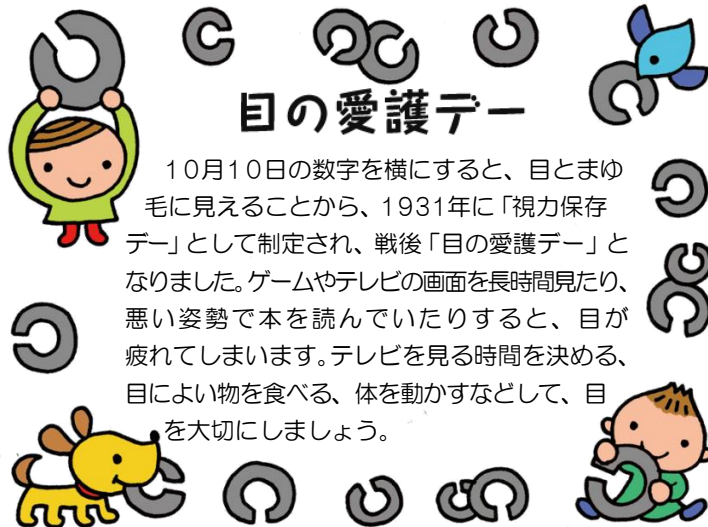 目の愛護デー
10月10日の数字を横にすると、目とまゆ
毛に見えることから、1931年に「視力保存
デー」として制定され、戦後「目の愛護デー」と
なりました。ゲームやテレビの画面を長時間見たり、
悪い姿勢で本を読んでいたりすると、目が
疲れてしまいます。テレビを見る時間を決める、
目によい物を食べる、体を動かすなどして、目
を大切にしましょう。